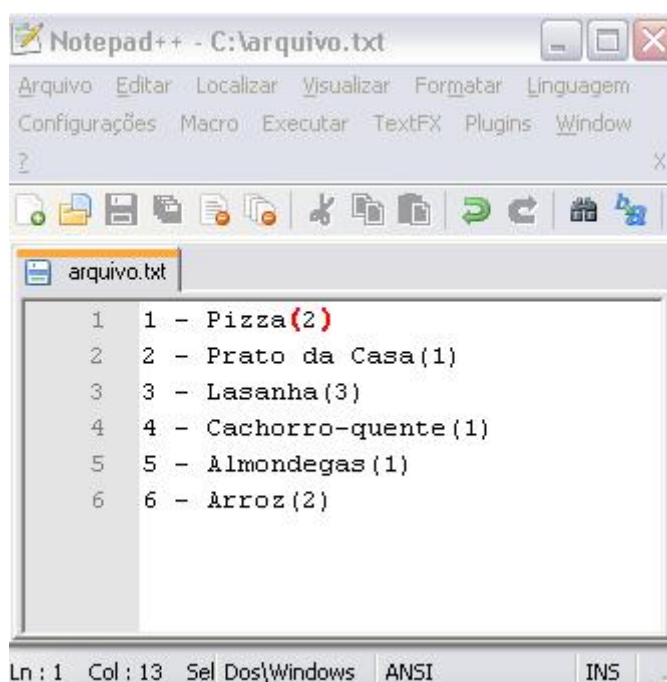 Notepad++ - C:\arquivo.txt
Arquivo Editar Localizar Visualizar Formatar Linguagem
Configurações Macro Executar TextFX Plugins Window
? X
arquivo.txt
1 1 - Pizza(2)
2 2 - Prato da Casa(1)
3 3 - Lasanha(3)
4 4 - Cachorro-quente(1)
5 5 - Almondegas(1)
6 6 - Arroz(2)
Ln : 1 Col : 13 Sel Dos\Windows ANSI INS